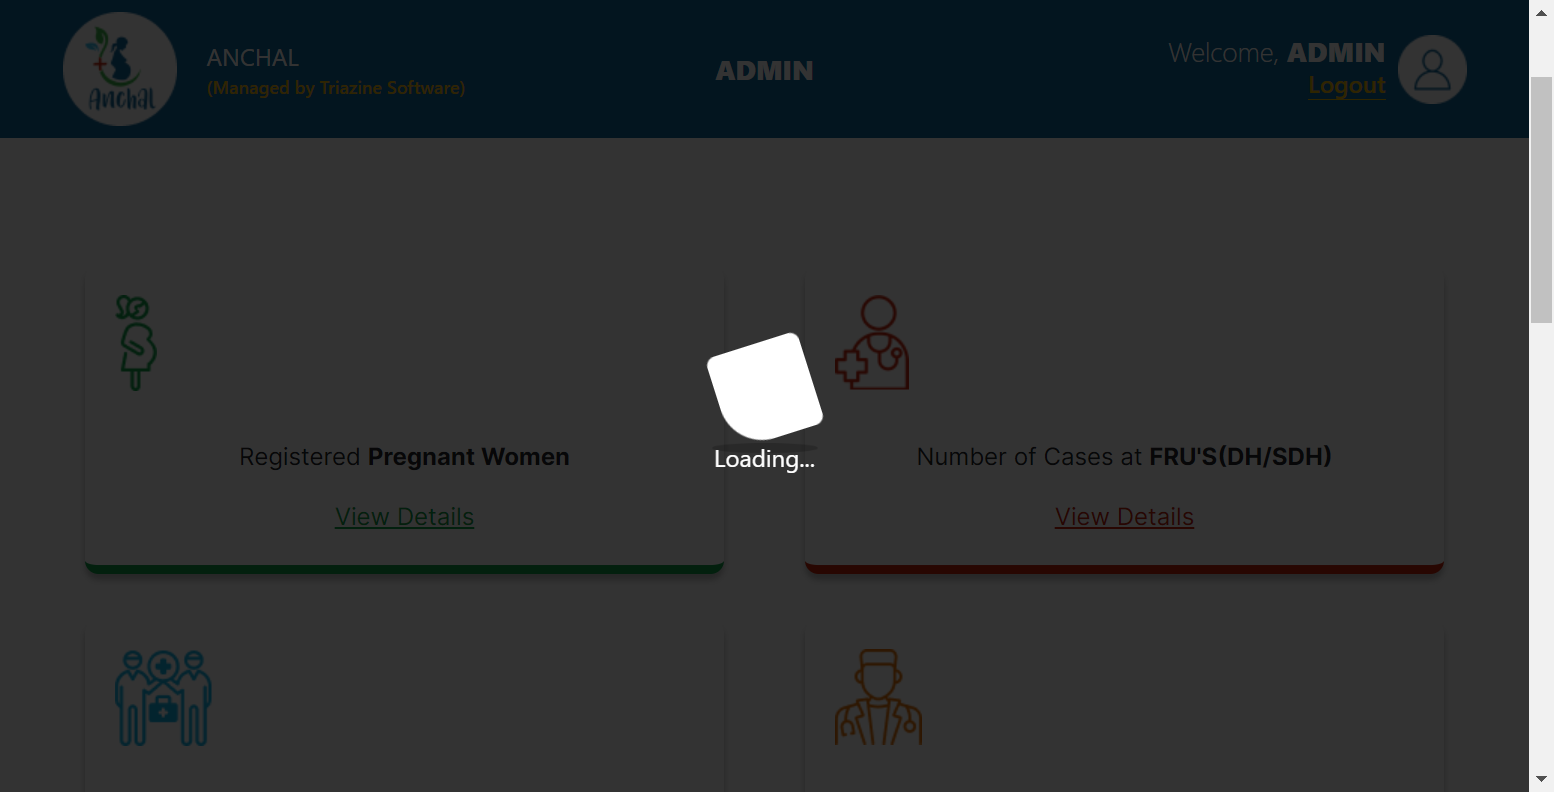 Anchal
ANCHAL
(Managed by Triazine Software)
ADMIN
Welcome, ADMIN
Logout
Loading...
Registered Pregnant Women
View Details
Number of Cases at FRU'S(DH/SDH)
View Details